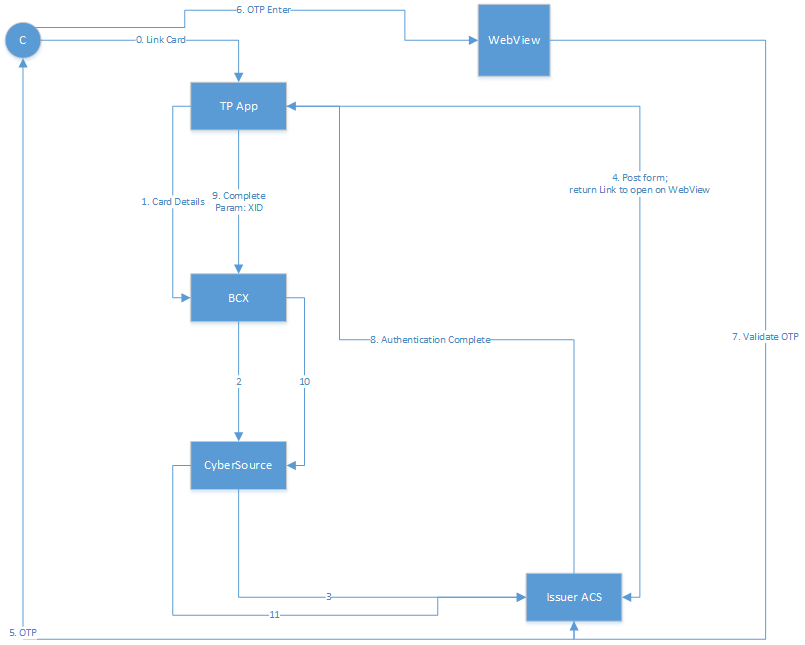 6. OTP Enter
C
0. Link Card
WebView
TP App
4. Post form;
return Link to open on WebView
1. Card Details
9. Complete
Param: XID
BCX
7. Validate OTP
8. Authentication Complete
2
10
CyberSource
3
Issuer ACS
11
5. OTP